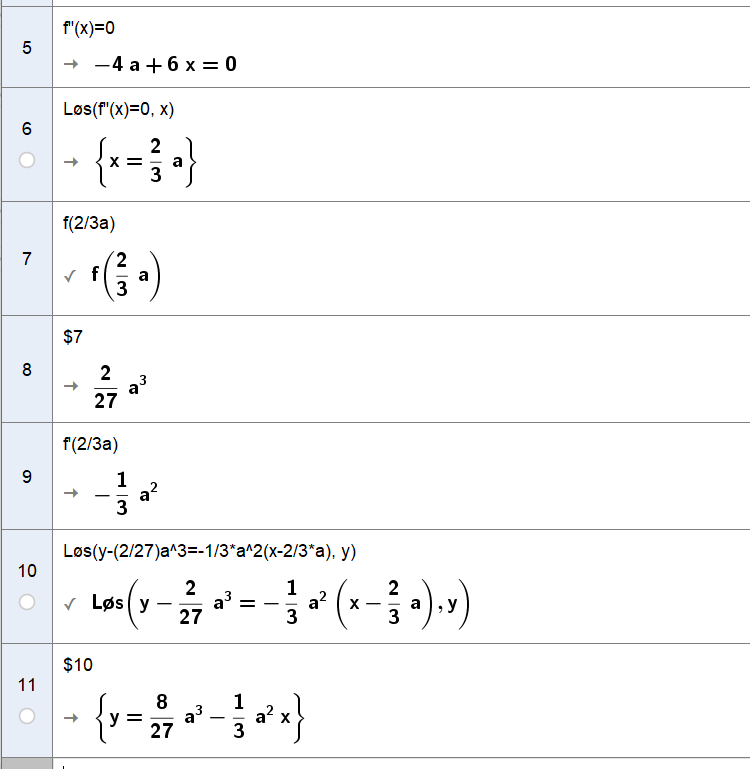 5
f''(x)=0
→ −4 a + 6 x = 0
6
Løs(f''(x)=0, x)
→ {x = 2/3 a}
7
f(2/3a)
✓ f(2/3 a)
8
$7
→ 2/27 a³
9
f'(2/3a)
→ −1/3 a²
10
Løs(y-(2/27)a^3=-1/3*a^2(x-2/3*a), y)
✓ Løs(y − 2/27 a³ = −1/3 a² (x − 2/3 a), y)
11
$10
→ {y = 8/27 a³ − 1/3 a² x}